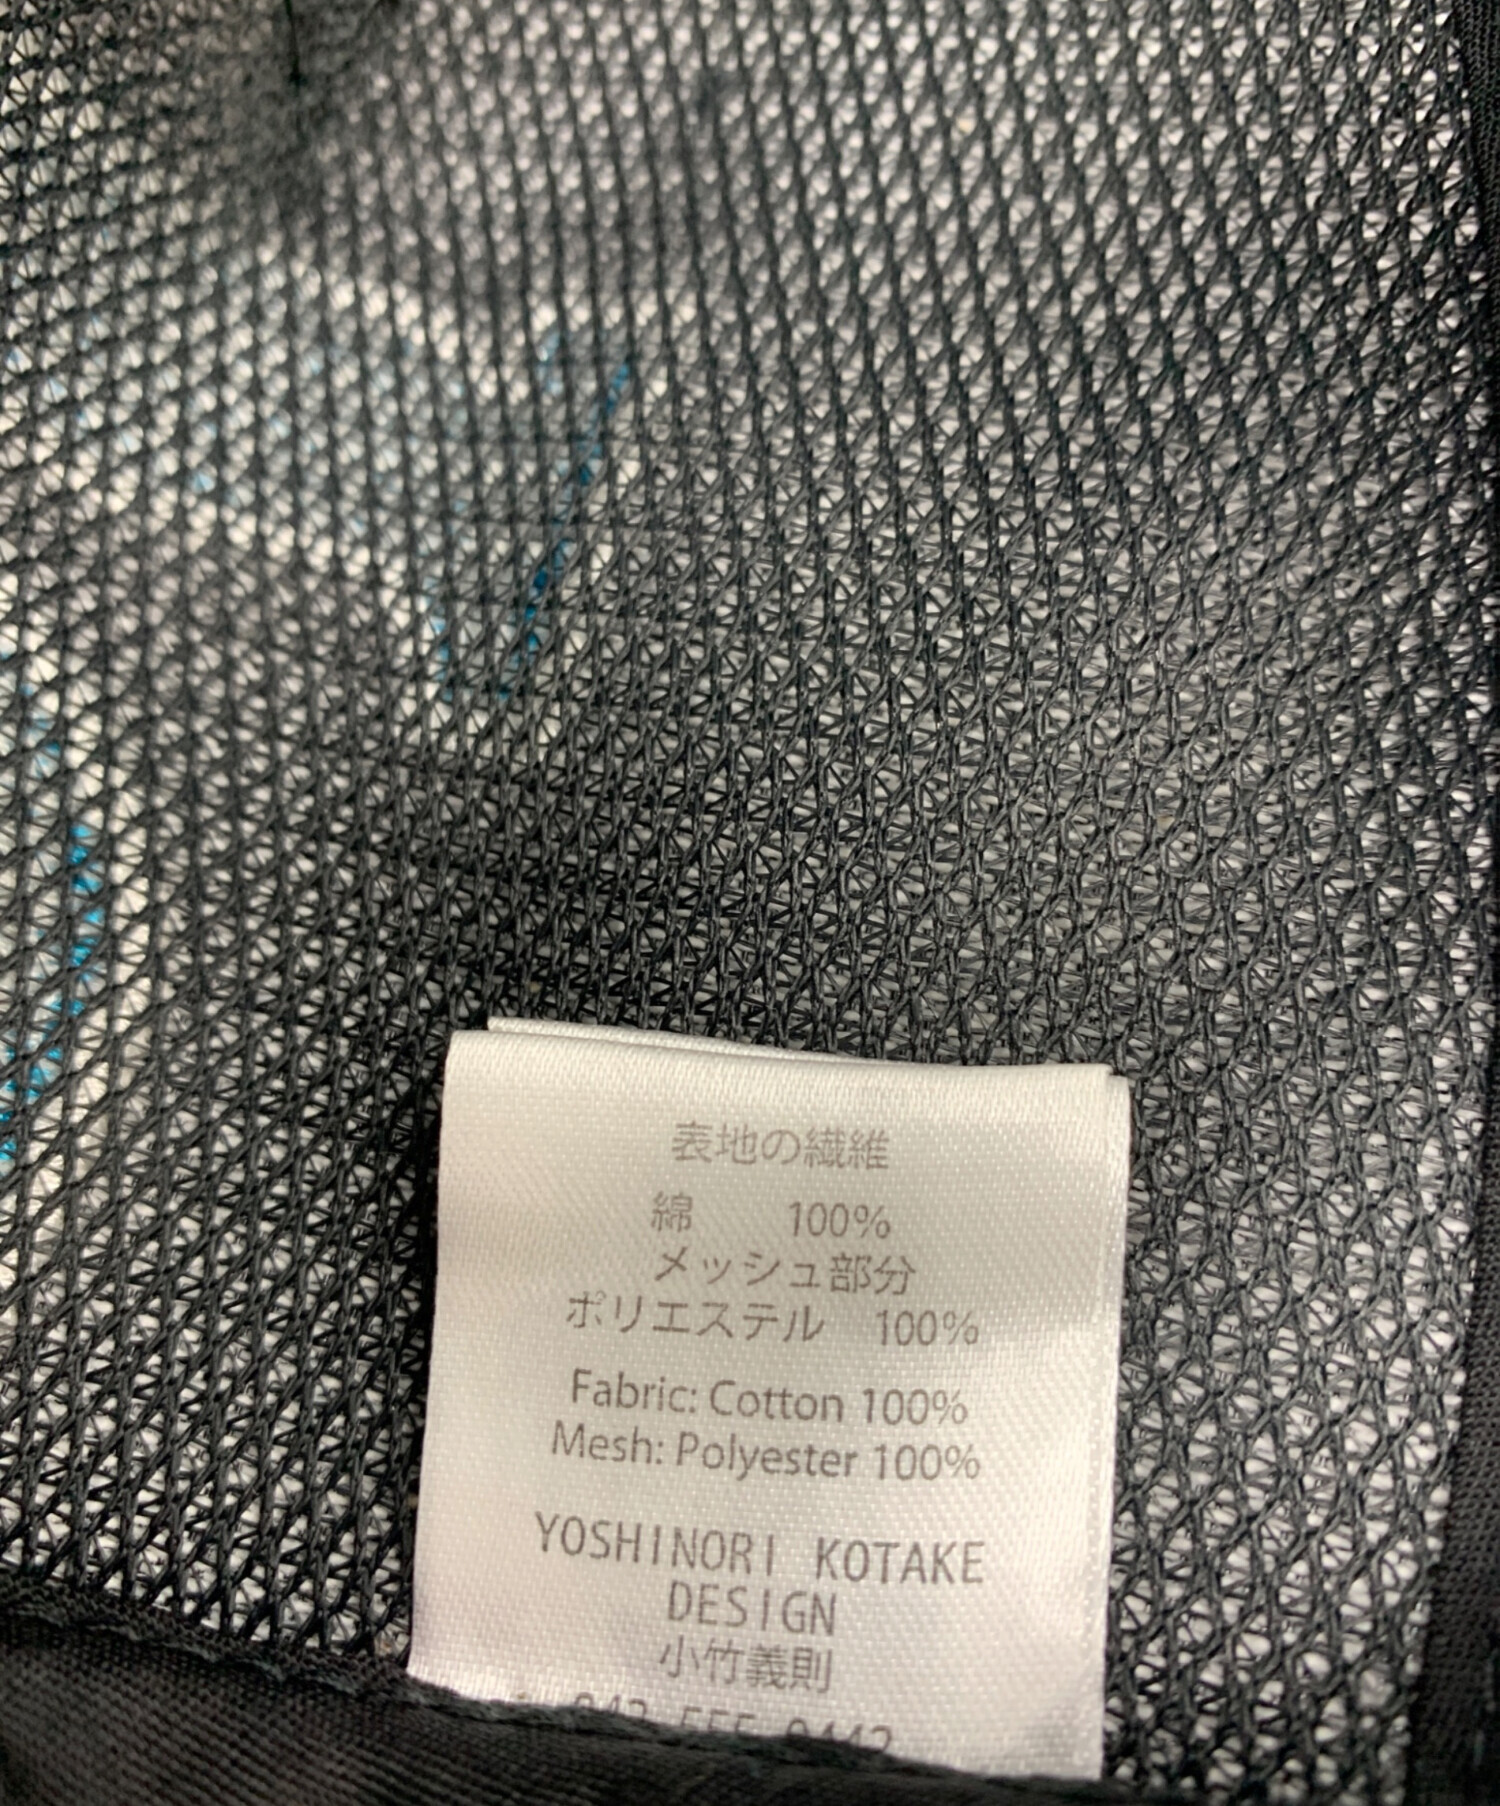 表地の繊維
綿 100%
メッシュ部分
ポリエステル 100%
Fabric: Cotton 100%
Mesh: Polyester 100%
YOSHINORI KOTAKE
DESIGN
小竹義則